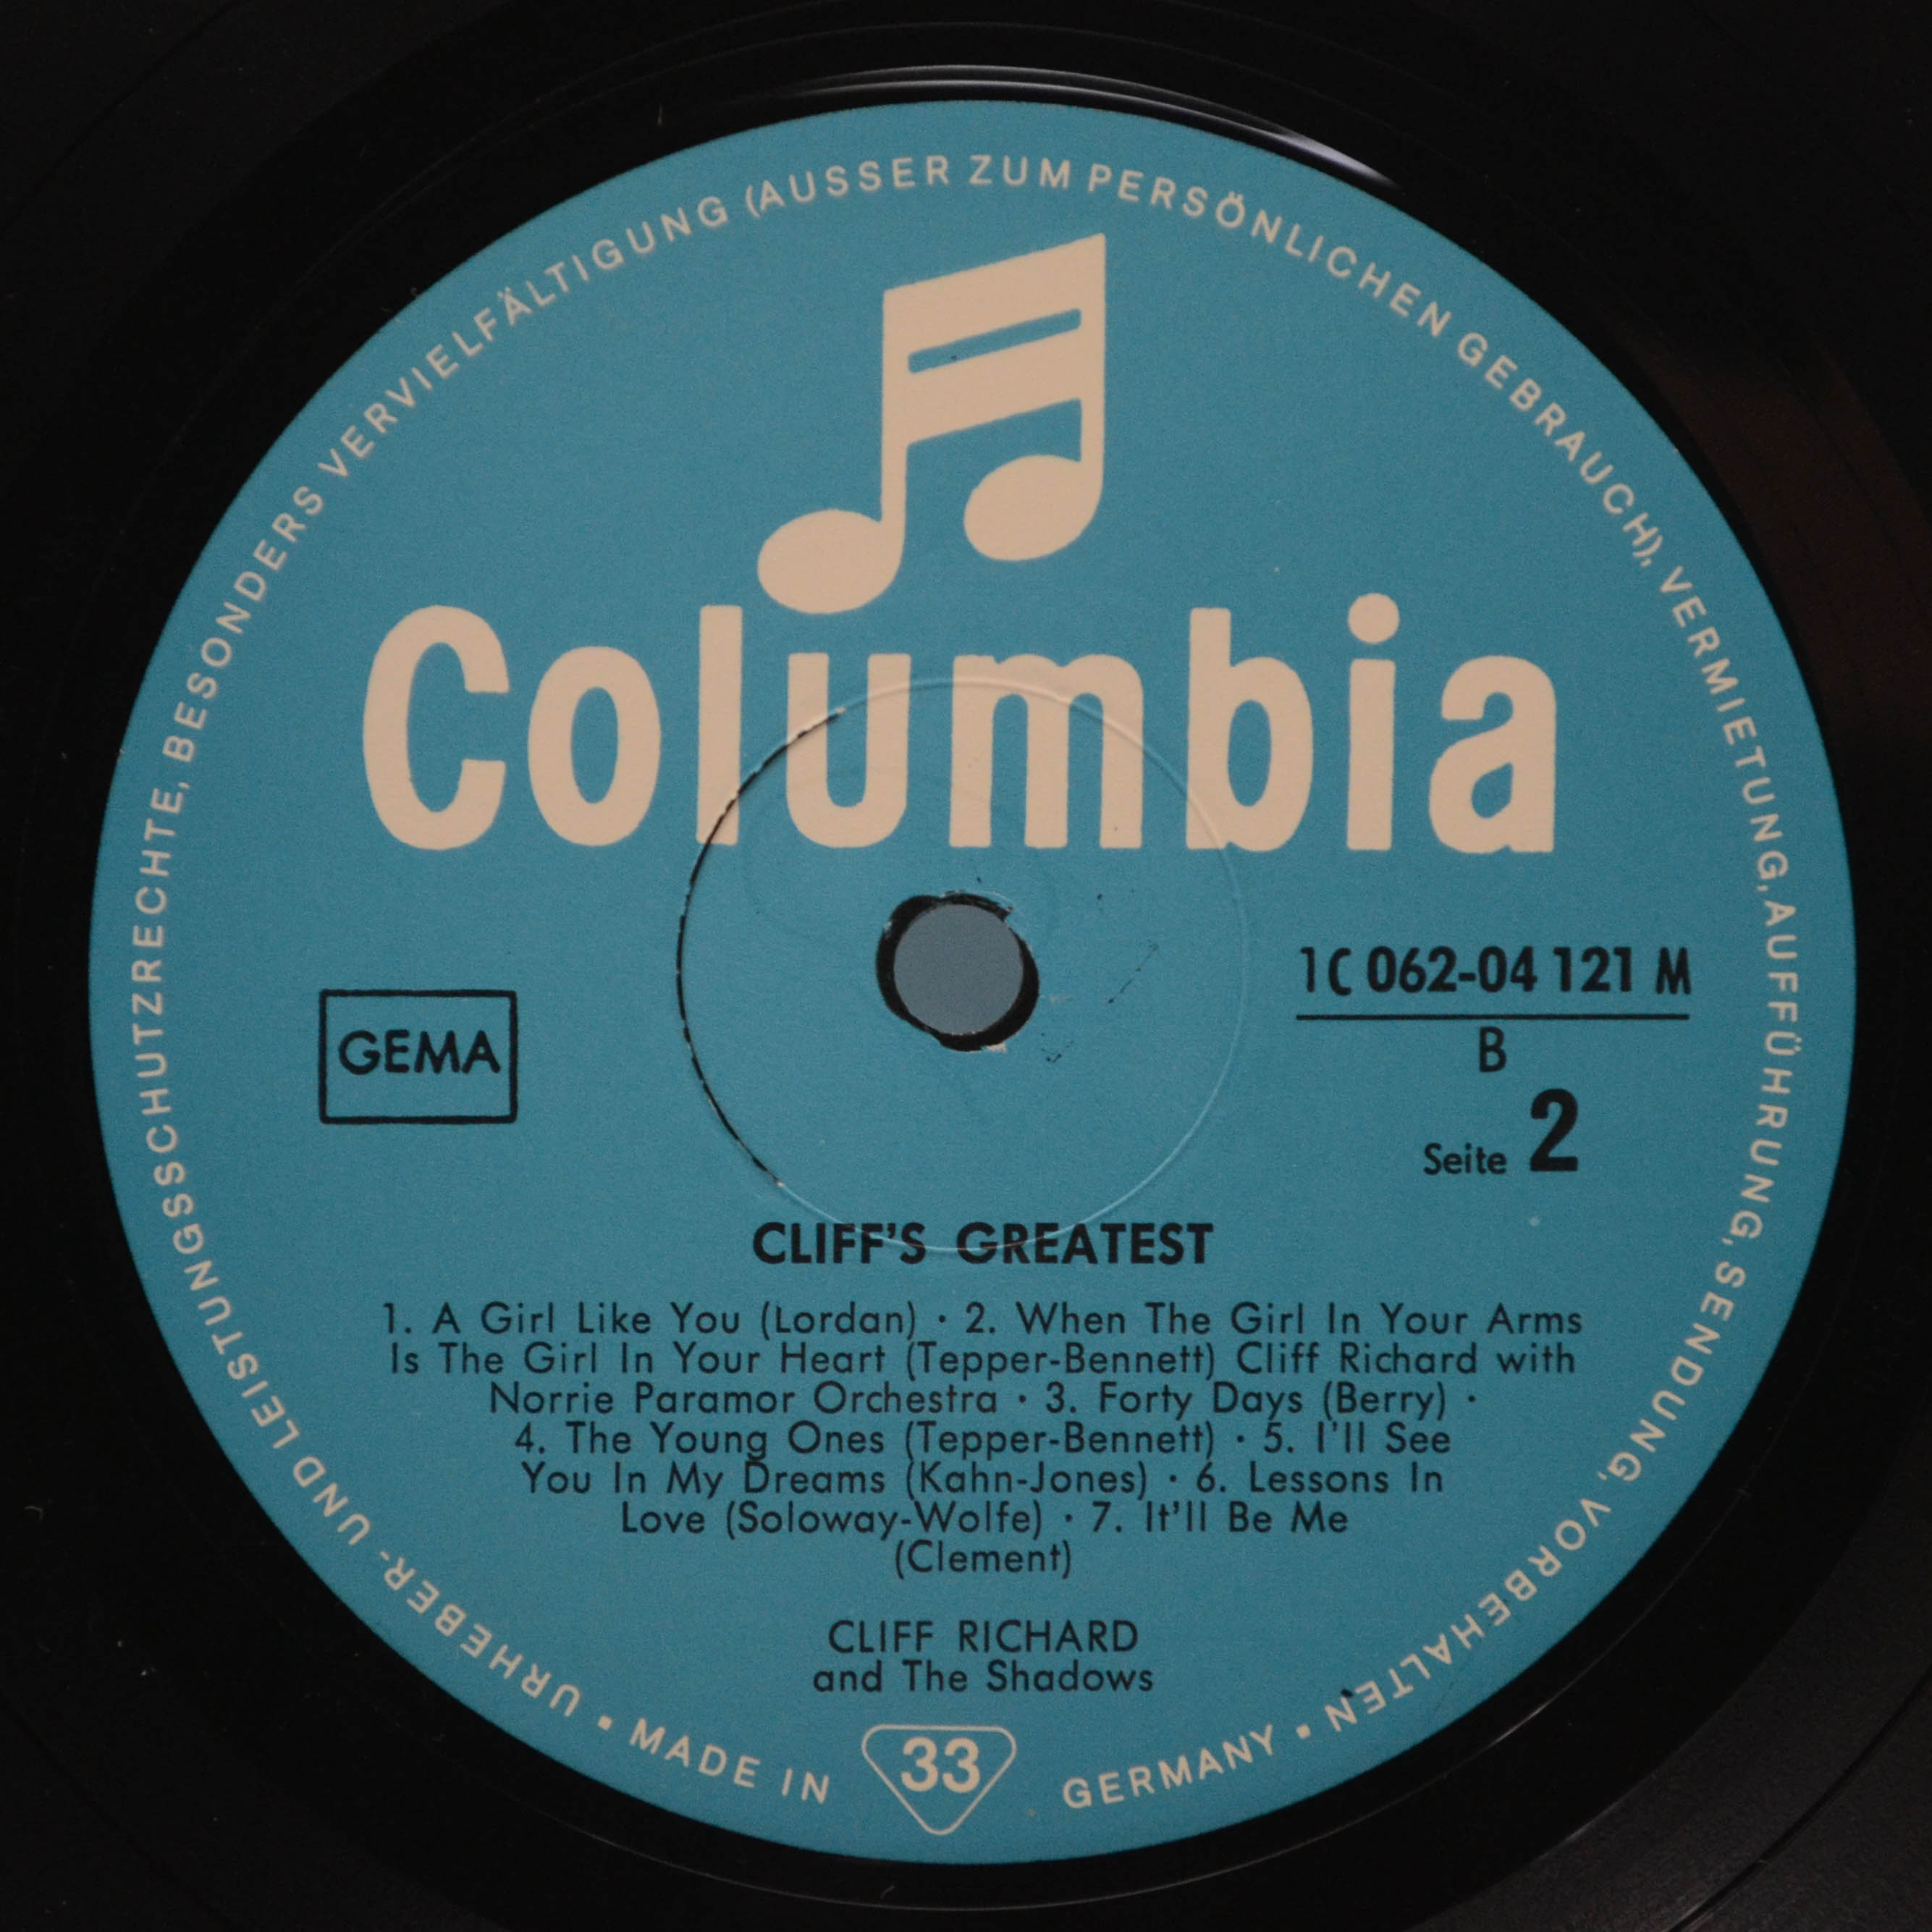 URHEBER- UND LEISTUNGSSCHUTZRECHTE, BESONDERS VERVIELFÄLTIGUNG (AUSSER ZUM PERSÖNLICHEN GEBRAUCH), VERMIETUNG, AUFFÜHRUNG, SENDUNG, VORBEHALTEN
Columbia
GEMA
1C 062-04 121 M
B
Seite 2
CLIFF'S GREATEST
1. A Girl Like You (Lordan) · 2. When The Girl In Your Arms
Is The Girl In Your Heart (Tepper-Bennett) Cliff Richard with
Norrie Paramor Orchestra · 3. Forty Days (Berry) ·
4. The Young Ones (Tepper-Bennett) · 5. I'll See
You In My Dreams (Kahn-Jones) · 6. Lessons In
Love (Soloway-Wolfe) · 7. It'll Be Me
(Clement)
CLIFF RICHARD
and The Shadows
▪ MADE IN 33 GERMANY ▪